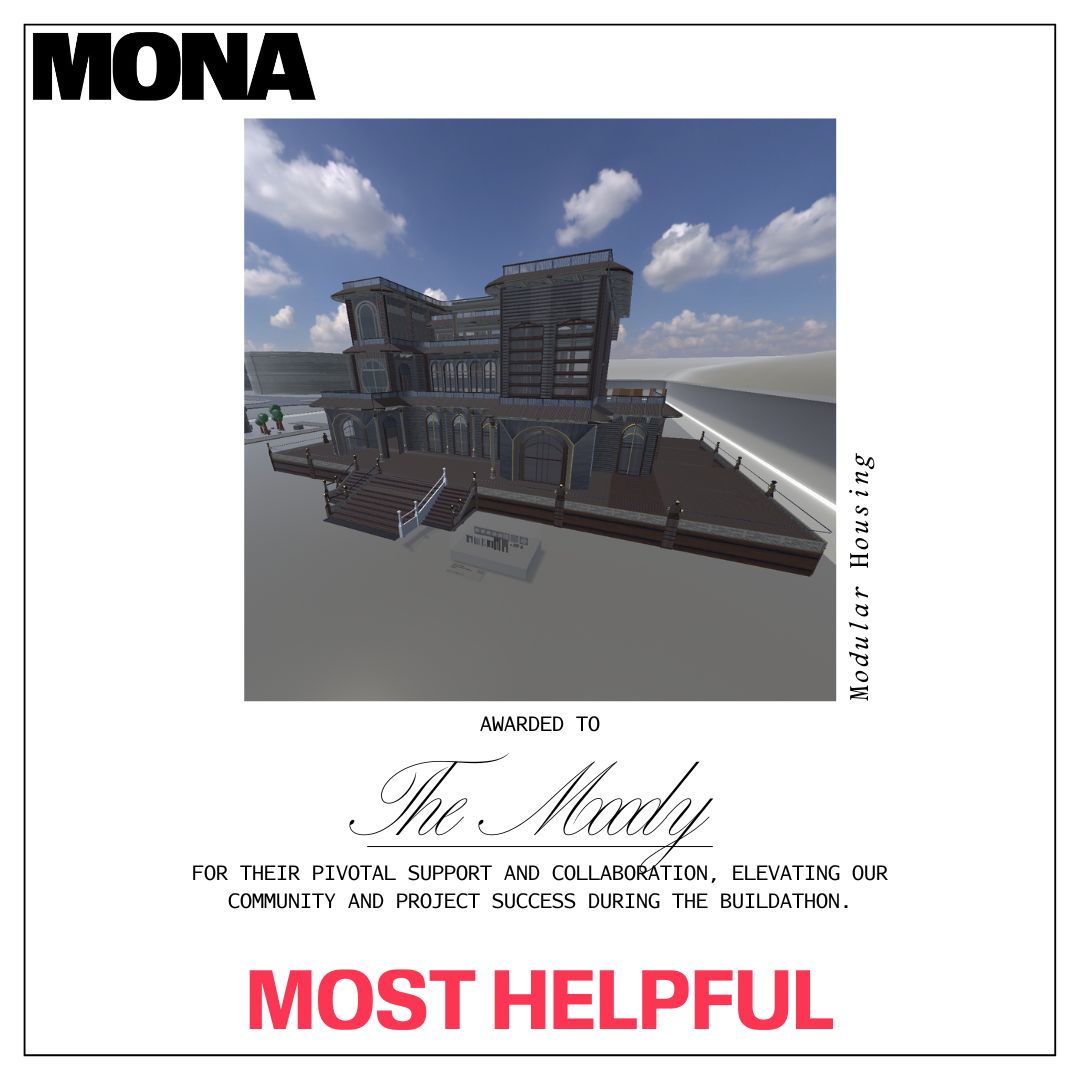 MONA
Modular Housing
AWARDED TO
The Moody
FOR THEIR PIVOTAL SUPPORT AND COLLABORATION, ELEVATING OUR
COMMUNITY AND PROJECT SUCCESS DURING THE BUILDATHON.
MOST HELPFUL